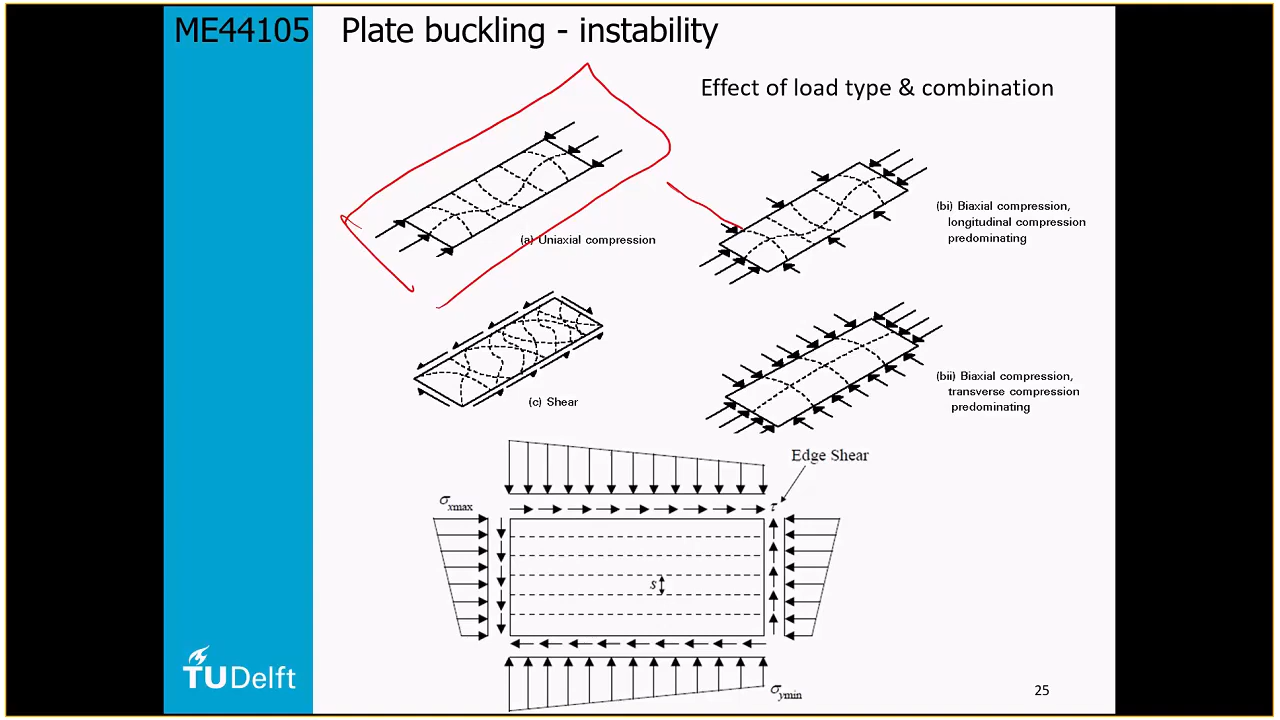 ME44105
Plate buckling - instability
Effect of load type & combination
(a) Uniaxial compression
(bi) Biaxial compression,
longitudinal compression
predominating
(c) Shear
(bii) Biaxial compression,
transverse compression
predominating
Edge Shear
σxmax
τ
s
σymin
TUDelft
25